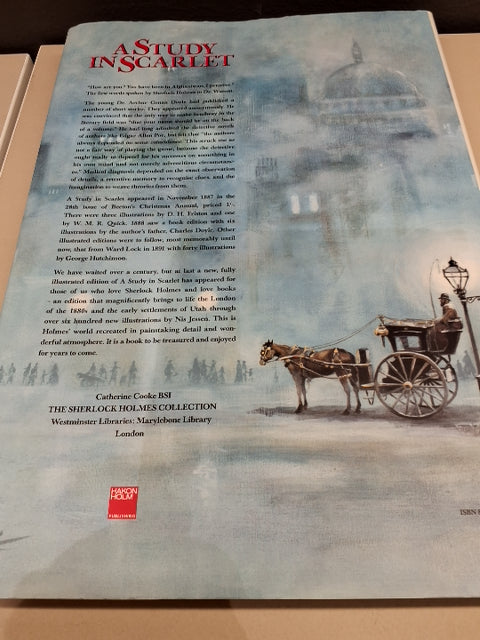 A STUDY
IN SCARLET
"How are you? You have been in Afghanistan, I perceive."
The first words spoken by Sherlock Holmes to Dr. Watson.
The young Dr. Arthur Conan Doyle had published a
number of short stories. They appeared anonymously. He
was convinced that the only way to make headway in the
literary field was "that your name should be on the back
of a volume." He had long admired the detective novels
of authors like Edgar Allan Poe, but felt that "the authors
always depended on some coincidence. This struck me as
not a fair way of playing the game, because the detective
ought really to depend for his successes on something in
his own mind and not merely adventitious circumstan-
ces." Medical diagnosis depended on the exact observation
of details, a retentive memory to recognise clues, and the
imagination to weave theories from them.
A Study in Scarlet appeared in November 1887 in the
28th issue of Beeton's Christmas Annual, priced 1/-.
There were three illustrations by D. H. Friston and one
by W. M. R. Quick. 1888 saw a book edition with six
illustrations by the author's father, Charles Doyle. Other
illustrated editions were to follow, most memorably until
now, that from Ward Lock in 1891 with forty illustrations
by George Hutchinson.
We have waited over a century, but at last a new, fully
illustrated edition of A Study in Scarlet has appeared for
those of us who love Sherlock Holmes and love books
- an edition that magnificently brings to life the London
of the 1880s and the early settlements of Utah through
over six hundred new illustrations by Nis Jessen. This is
Holmes' world recreated in painstaking detail and won-
derful atmosphere. It is a book to be treasured and enjoyed
for years to come.
Catherine Cooke BSI
THE SHERLOCK HOLMES COLLECTION
Westminster Libraries: Marylebone Library
London
HAKON
HOLM
PUBLISHING
ISBN